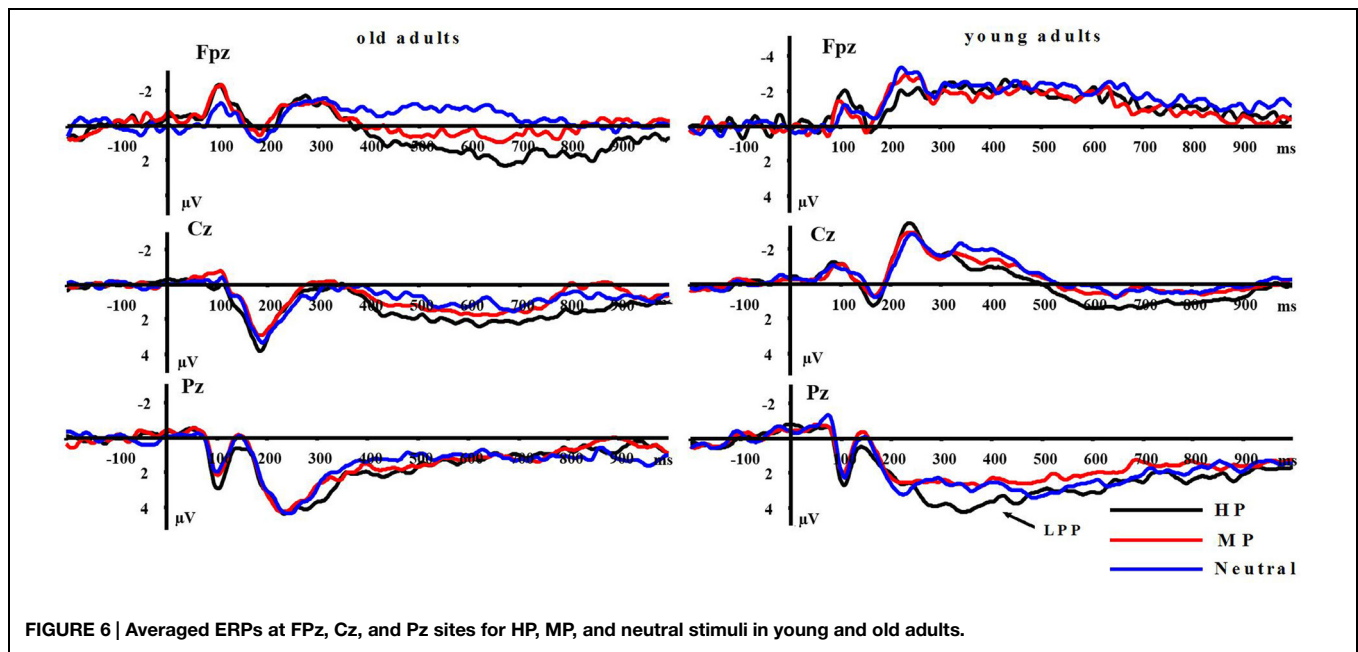 old adults
young adults
Fpz
-2
-100 100 200 300 400 500 600 700 800 900
2
μV
Fpz
-4
-2
-100 100 200 300 400 500 600 700 800 900 ms
2
4
μV
Cz
-2
-100 100 200 300 400 500 600 700 800 900
2
4
μV
Cz
-2
-100 100 200 300 400 500 600 700 800 900 ms
2
4
μV
Pz
-2
-100 100 200 300 400 500 600 700 800 900 ms
2
4
μV
Pz
-2
-100 100 200 300 400 500 600 700 800 900
2
4
μV
LPP
HP
MP
Neutral
FIGURE 6 | Averaged ERPs at FPz, Cz, and Pz sites for HP, MP, and neutral stimuli in young and old adults.